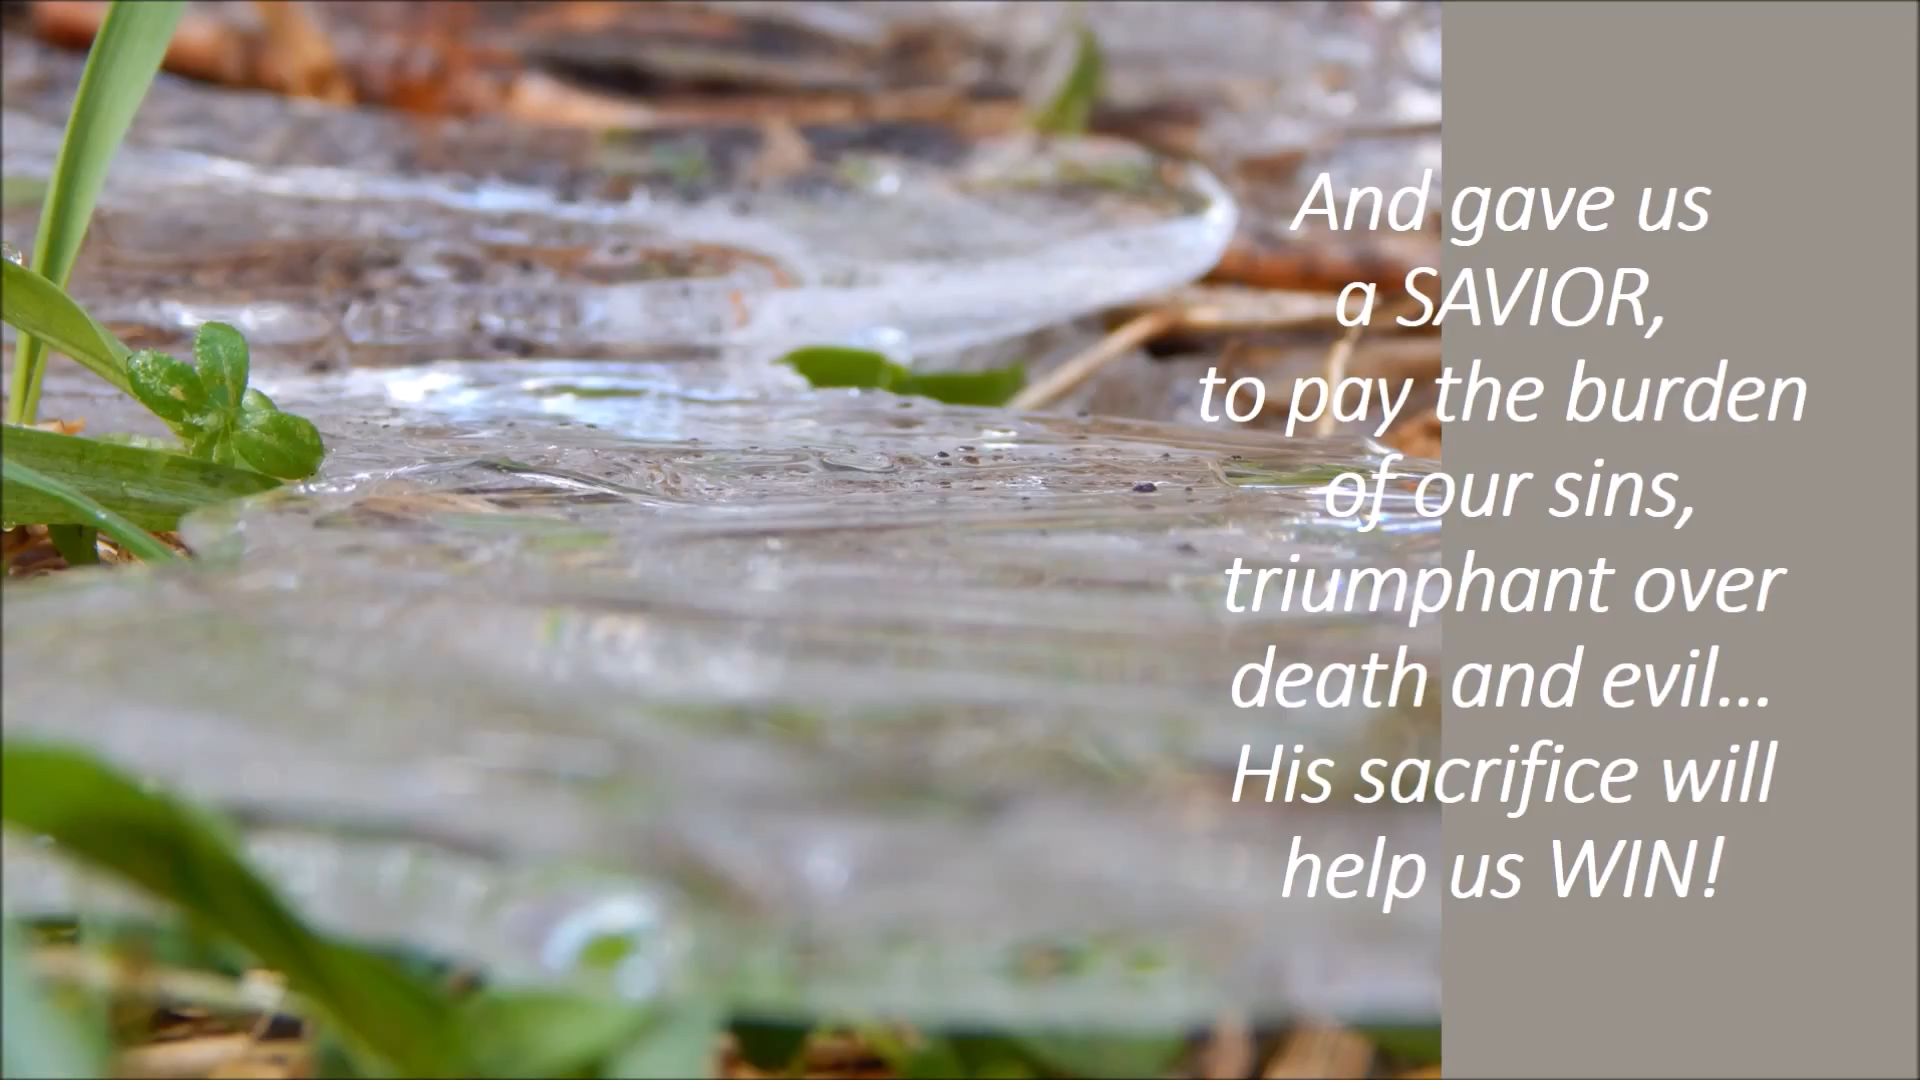 And gave us
a SAVIOR,
to pay the burden
of our sins,
triumphant over
death and evil...
His sacrifice will
help us WIN!